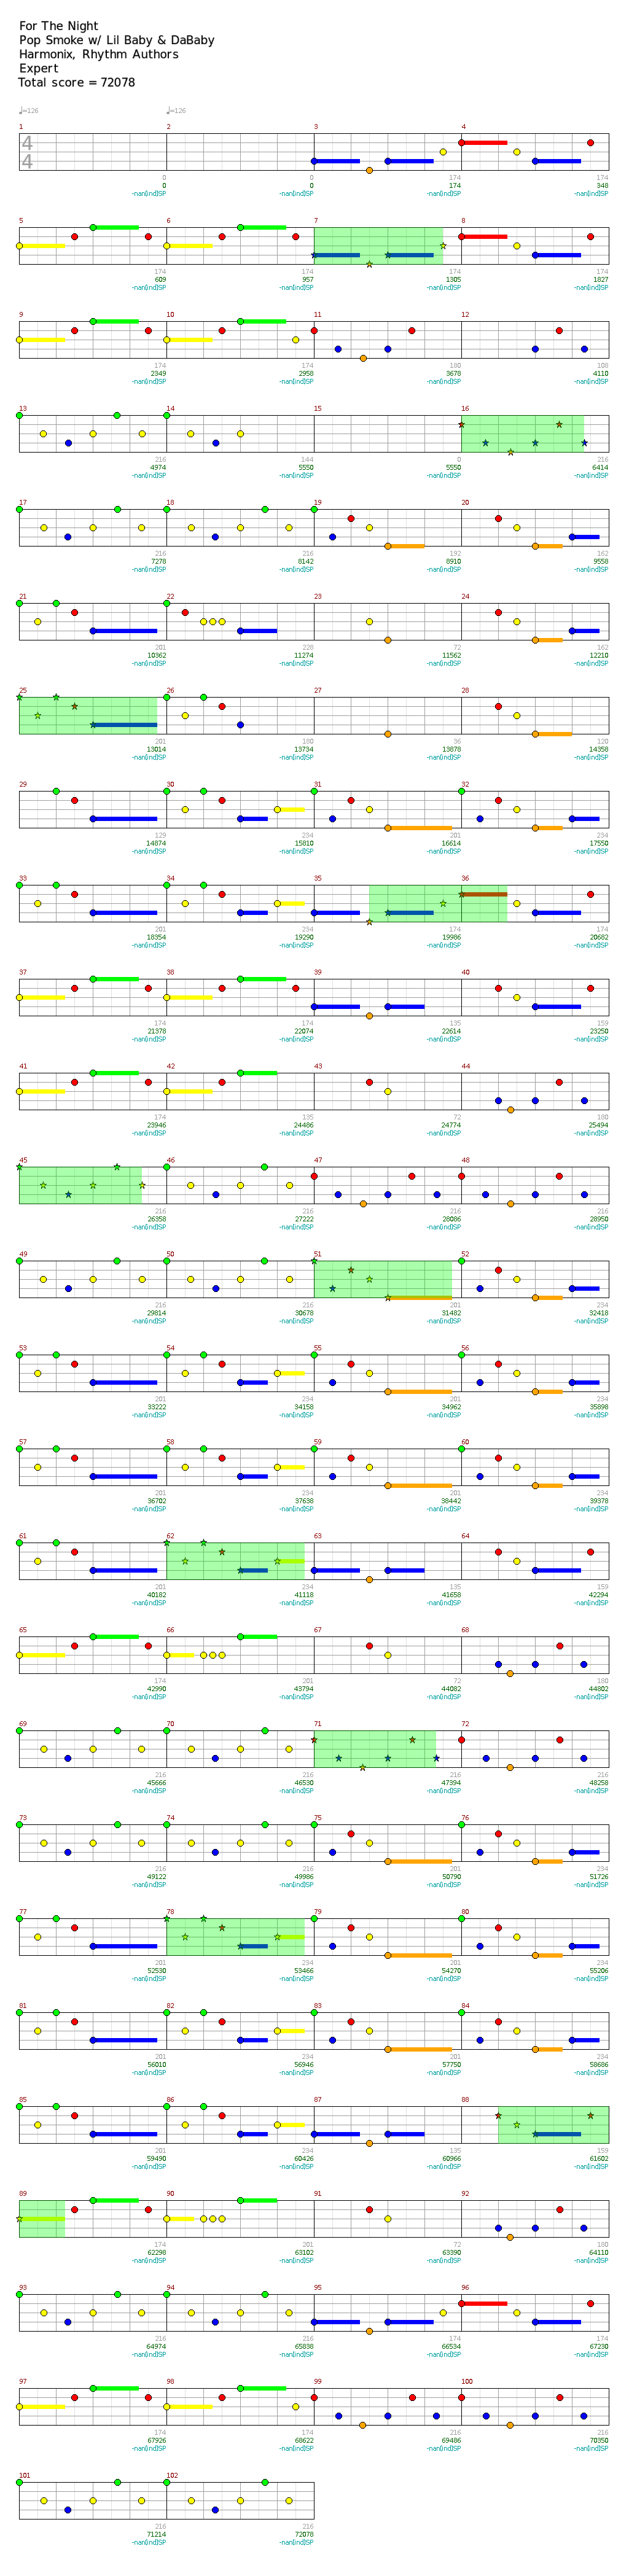 For The Night
Pop Smoke w/ Lil Baby & DaBaby
Harmonix, Rhythm Authors
Expert
Total score = 72078
♩=126 ♩=126
1 2 3 4
4
4
0 0 174 174
0 0 174 348
-nan(ind)SP -nan(ind)SP -nan(ind)SP -nan(ind)SP
5 6 7 8
174 174 174 174
609 957 1305 1827
-nan(ind)SP -nan(ind)SP -nan(ind)SP -nan(ind)SP
9 10 11 12
174 174 180 108
2349 2958 3678 4110
-nan(ind)SP -nan(ind)SP -nan(ind)SP -nan(ind)SP
13 14 15 16
216 144 0 216
4974 5550 5550 6414
-nan(ind)SP -nan(ind)SP -nan(ind)SP -nan(ind)SP
17 18 19 20
216 216 192 162
7278 8142 8910 9558
-nan(ind)SP -nan(ind)SP -nan(ind)SP -nan(ind)SP
21 22 23 24
201 228 72 162
10362 11274 11562 12210
-nan(ind)SP -nan(ind)SP -nan(ind)SP -nan(ind)SP
25 26 27 28
201 180 36 120
13014 13734 13878 14358
-nan(ind)SP -nan(ind)SP -nan(ind)SP -nan(ind)SP
29 30 31 32
129 234 201 234
14874 15810 16614 17550
-nan(ind)SP -nan(ind)SP -nan(ind)SP -nan(ind)SP
33 34 35 36
201 234 174 174
18354 19290 19986 20682
-nan(ind)SP -nan(ind)SP -nan(ind)SP -nan(ind)SP
37 38 39 40
174 174 135 159
21378 22074 22614 23250
-nan(ind)SP -nan(ind)SP -nan(ind)SP -nan(ind)SP
41 42 43 44
174 135 72 180
23946 24486 24774 25494
-nan(ind)SP -nan(ind)SP -nan(ind)SP -nan(ind)SP
45 46 47 48
216 216 216 216
26358 27222 28086 28950
-nan(ind)SP -nan(ind)SP -nan(ind)SP -nan(ind)SP
49 50 51 52
216 216 201 234
29814 30678 31482 32418
-nan(ind)SP -nan(ind)SP -nan(ind)SP -nan(ind)SP
53 54 55 56
201 234 201 234
33222 34158 34962 35898
-nan(ind)SP -nan(ind)SP -nan(ind)SP -nan(ind)SP
57 58 59 60
201 234 201 234
36702 37638 38442 39378
-nan(ind)SP -nan(ind)SP -nan(ind)SP -nan(ind)SP
61 62 63 64
201 234 135 159
40182 41118 41658 42294
-nan(ind)SP -nan(ind)SP -nan(ind)SP -nan(ind)SP
65 66 67 68
174 201 72 180
42990 43794 44082 44802
-nan(ind)SP -nan(ind)SP -nan(ind)SP -nan(ind)SP
69 70 71 72
216 216 216 216
45666 46530 47394 48258
-nan(ind)SP -nan(ind)SP -nan(ind)SP -nan(ind)SP
73 74 75 76
216 216 201 234
49122 49986 50790 51726
-nan(ind)SP -nan(ind)SP -nan(ind)SP -nan(ind)SP
77 78 79 80
201 234 201 234
52530 53466 54270 55206
-nan(ind)SP -nan(ind)SP -nan(ind)SP -nan(ind)SP
81 82 83 84
201 234 201 234
56010 56946 57750 58686
-nan(ind)SP -nan(ind)SP -nan(ind)SP -nan(ind)SP
85 86 87 88
201 234 135 159
59490 60426 60966 61602
-nan(ind)SP -nan(ind)SP -nan(ind)SP -nan(ind)SP
89 90 91 92
174 201 72 180
62298 63102 63390 64110
-nan(ind)SP -nan(ind)SP -nan(ind)SP -nan(ind)SP
93 94 95 96
216 216 174 174
64974 65838 66534 67230
-nan(ind)SP -nan(ind)SP -nan(ind)SP -nan(ind)SP
97 98 99 100
174 174 216 216
67926 68622 69486 70350
-nan(ind)SP -nan(ind)SP -nan(ind)SP -nan(ind)SP
101 102
216 216
71214 72078
-nan(ind)SP -nan(ind)SP